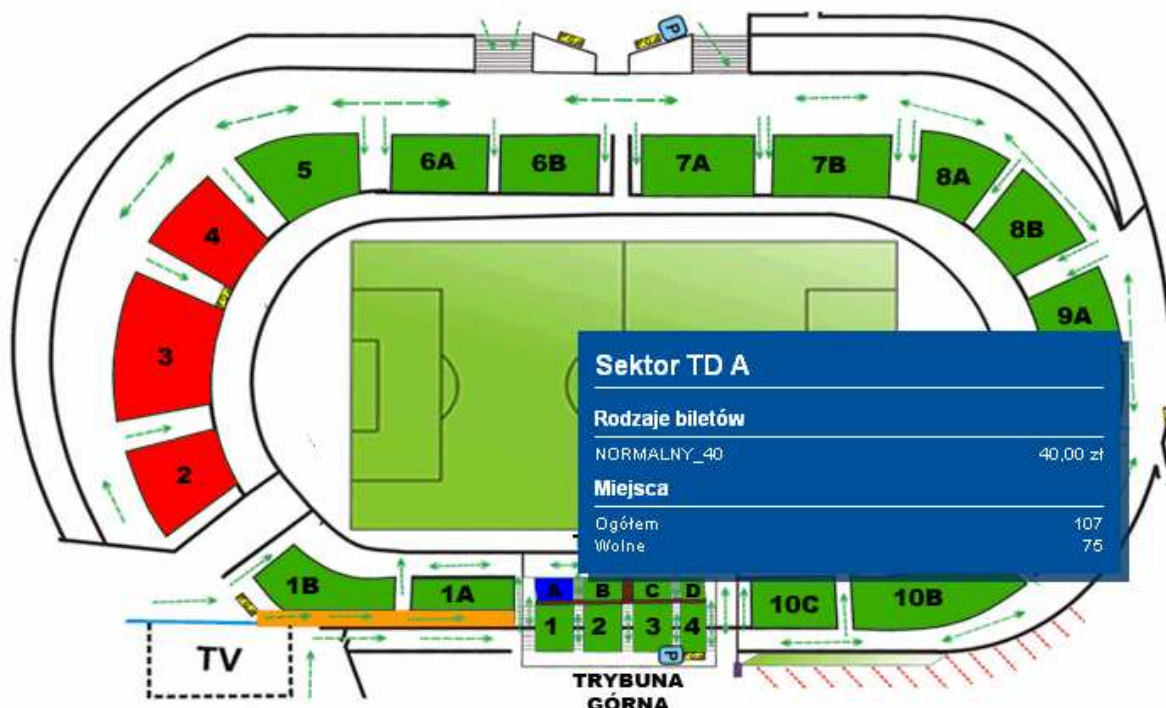 P
6A
6B
7A
7B
5
8A
4
8B
9A
3
Sektor TD A
Rodzaje biletów
NORMALNY_40
40,00 zł
Miejsca
Ogółem
107
Wolne
75
2
1B
1A
A
B
C
D
10C
10B
1
2
3
4
TV
P
TRYBUNA
GÓRNA